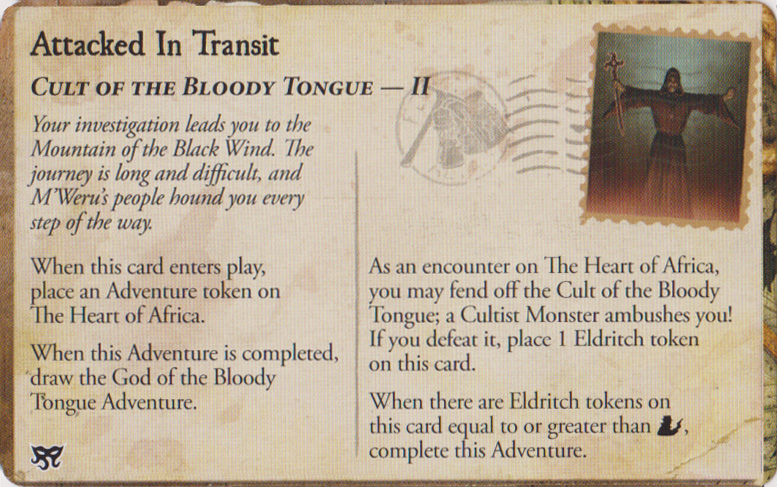 Attacked In Transit
Cult of the Bloody Tongue — II
Your investigation leads you to the
Mountain of the Black Wind. The
journey is long and difficult, and
M'Weru's people hound you every
step of the way.
When this card enters play,
place an Adventure token on
The Heart of Africa.
When this Adventure is completed,
draw the God of the Bloody
Tongue Adventure.
As an encounter on The Heart of Africa,
you may fend off the Cult of the Bloody
Tongue; a Cultist Monster ambushes you!
If you defeat it, place 1 Eldritch token
on this card.
When there are Eldritch tokens on
this card equal to or greater than ,
complete this Adventure.